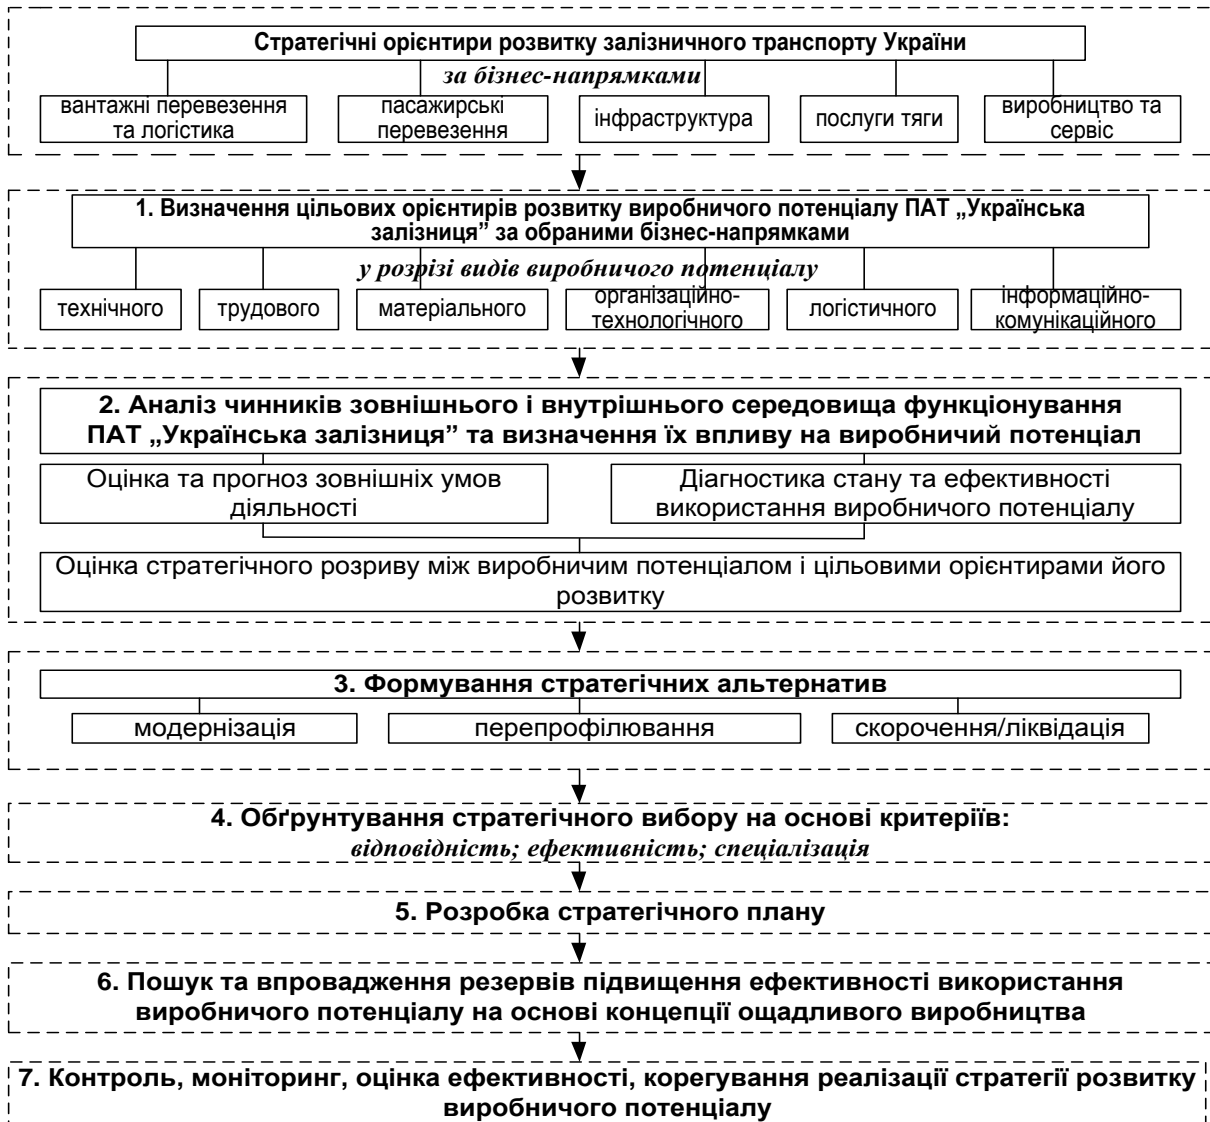 Стратегічні орієнтири розвитку залізничного транспорту України
за бізнес-напрямками
вантажні перевезення
та логістика
пасажирські
перевезення
інфраструктура
послуги тяги
виробництво та
сервіс
1. Визначення цільових орієнтирів розвитку виробничого потенціалу ПАТ „Українська
залізниця” за обраними бізнес-напрямками
у розрізі видів виробничого потенціалу
технічного
трудового
матеріального
організаційно-
технологічного
логістичного
інформаційно-
комунікаційного
2. Аналіз чинників зовнішнього і внутрішнього середовища функціонування
ПАТ „Українська залізниця” та визначення їх впливу на виробничий потенціал
Оцінка та прогноз зовнішніх умов
діяльності
Діагностика стану та ефективності
використання виробничого потенціалу
Оцінка стратегічного розриву між виробничим потенціалом і цільовими орієнтирами його
розвитку
3. Формування стратегічних альтернатив
модернізація
перепрофілювання
скорочення/ліквідація
4. Обґрунтування стратегічного вибору на основі критеріїв:
відповідність; ефективність; спеціалізація
5. Розробка стратегічного плану
6. Пошук та впровадження резервів підвищення ефективності використання
виробничого потенціалу на основі концепції ощадливого виробництва
7. Контроль, моніторинг, оцінка ефективності, корегування реалізації стратегії розвитку
виробничого потенціалу